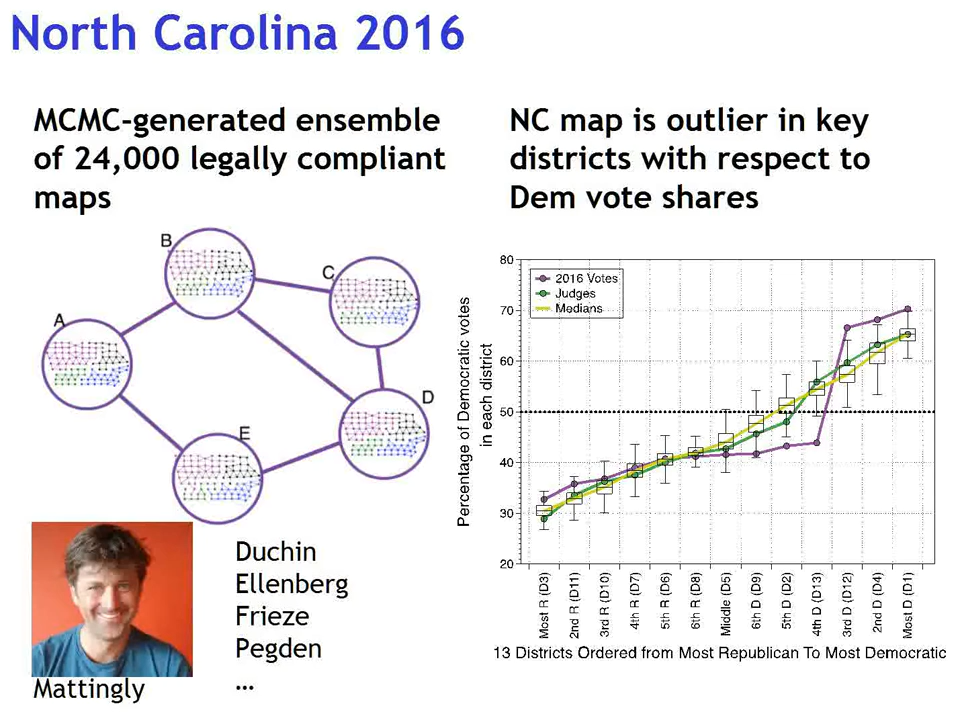 North Carolina 2016
MCMC-generated ensemble
of 24,000 legally compliant
maps
A
B
C
D
E
Mattingly
Duchin
Ellenberg
Frieze
Pegden
...
NC map is outlier in key
districts with respect to
Dem vote shares
Percentage of Democratic votes
in each district
80
70
60
50
40
30
20
2016 Votes
Judges
Medians
Most R (D3)
2nd R (D11)
3rd R (D10)
4th R (D7)
5th R (D6)
6th R (D8)
Middle (D5)
6th D (D9)
5th D (D2)
4th D (D13)
3rd D (D12)
2nd D (D4)
Most D (D1)
13 Districts Ordered from Most Republican To Most Democratic